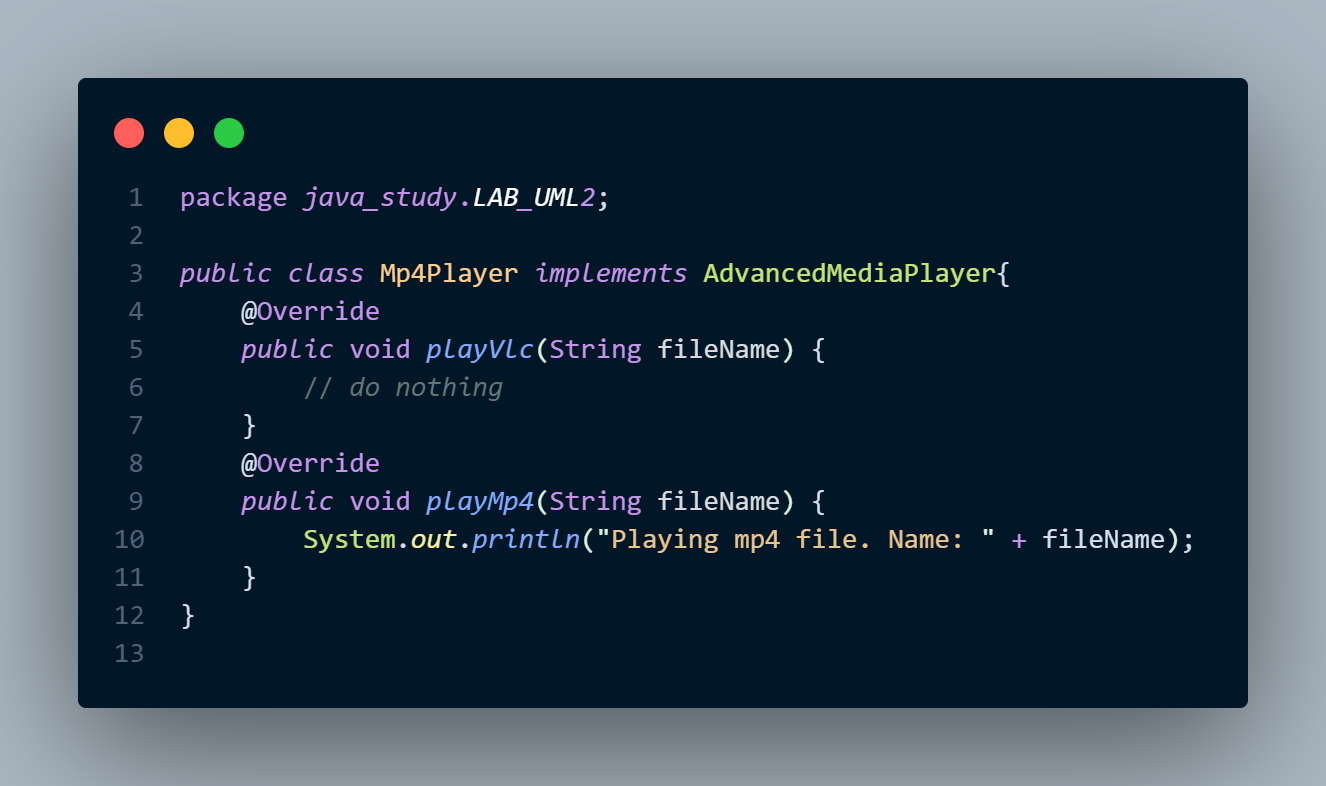 1 package java_study.LAB_UML2;
2
3 public class Mp4Player implements AdvancedMediaPlayer{
4     @Override
5     public void playVlc(String fileName) {
6         // do nothing
7     }
8     @Override
9     public void playMp4(String fileName) {
10         System.out.println("Playing mp4 file. Name: " + fileName);
11     }
12 }
13